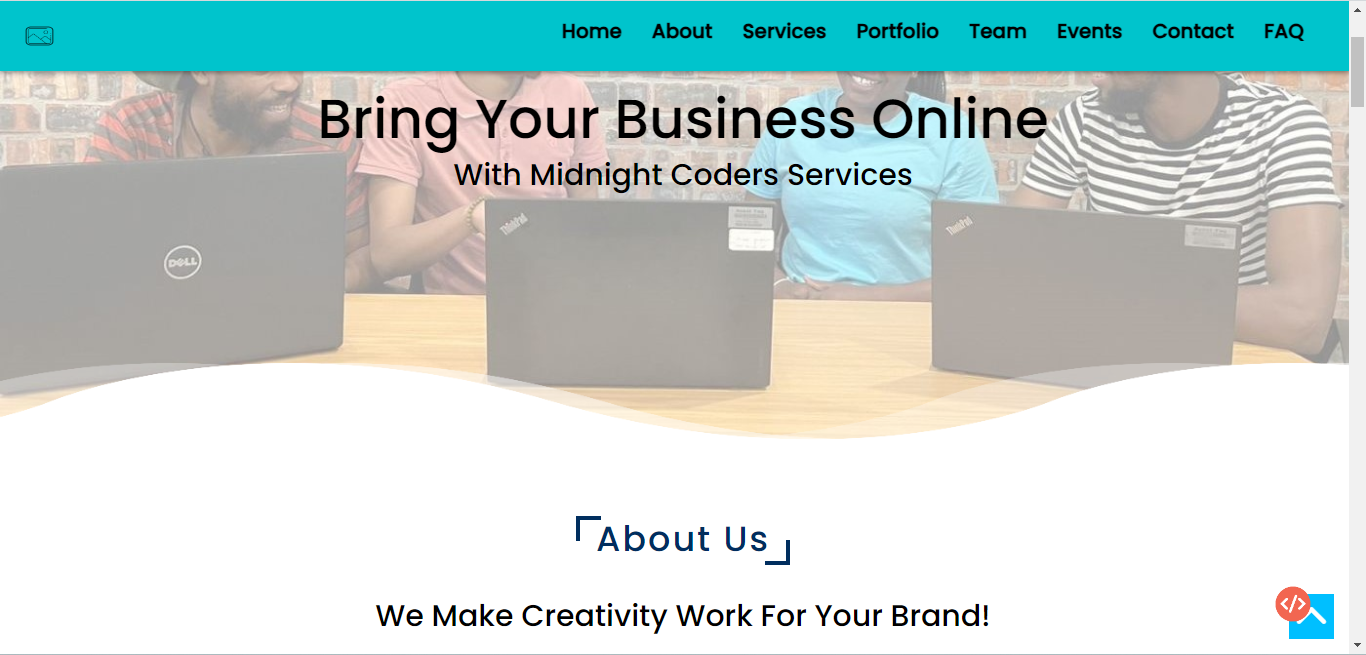 Home About Services Portfolio Team Events Contact FAQ
Bring Your Business Online
With Midnight Coders Services
ThinkPad
ThinkPad
DELL
About Us
We Make Creativity Work For Your Brand!
</>